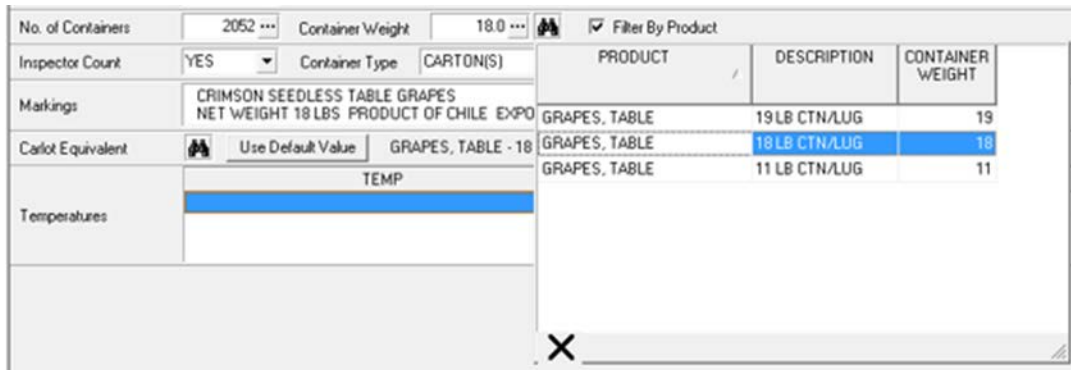 No. of Containers 2052 ... Container Weight 18.0 ... Filter By Product
Inspector Count YES Container Type CARTON(S)
Markings
CRIMSON SEEDLESS TABLE GRAPES
NET WEIGHT 18 LBS PRODUCT OF CHILE EXPO
Carlot Equivalent Use Default Value GRAPES, TABLE - 18
Temperatures
TEMP
PRODUCT / DESCRIPTION CONTAINER WEIGHT
GRAPES, TABLE 19 LB CTN/LUG 19
GRAPES, TABLE 18 LB CTN/LUG 18
GRAPES, TABLE 11 LB CTN/LUG 11